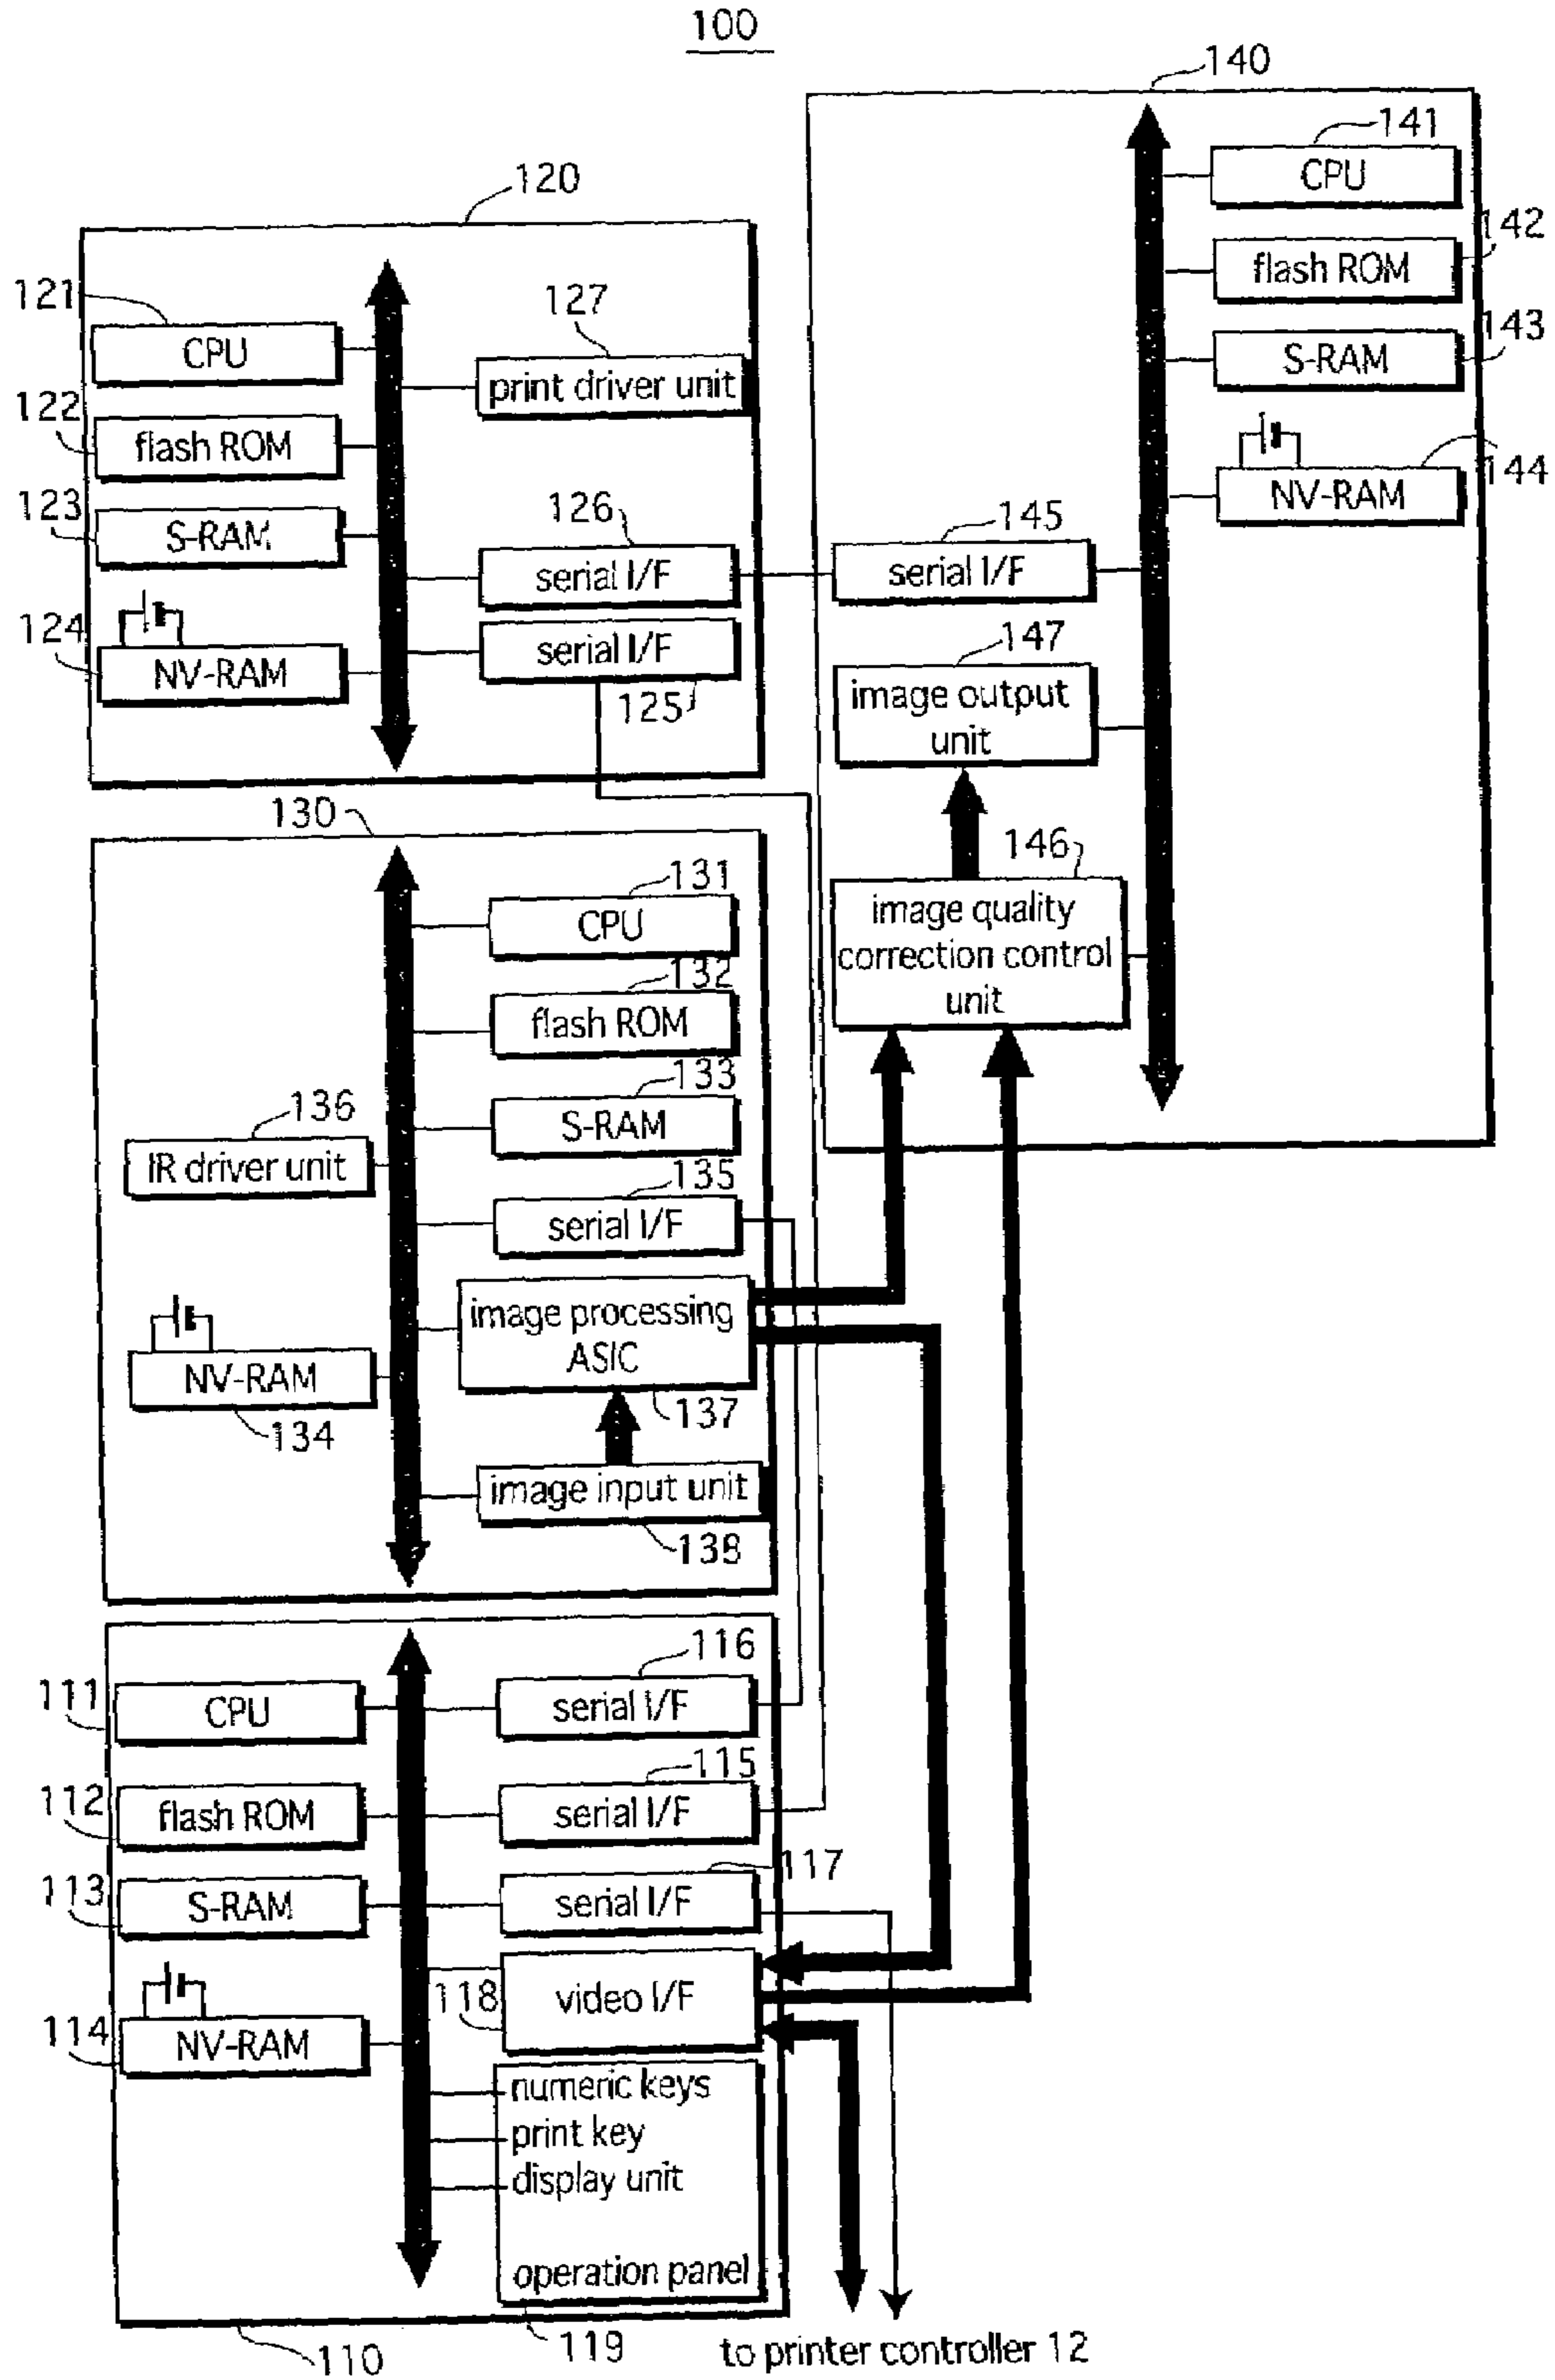 100
140
141
CPU
142
flash ROM
143
S-RAM
144
NV-RAM
145
serial I/F
147
image output
unit
146
image quality
correction control
unit
120
121
CPU
127
print driver unit
122
flash ROM
123
S-RAM
126
serial I/F
124
NV-RAM
serial I/F
125
130
131
CPU
132
flash ROM
133
S-RAM
136
IR driver unit
135
serial I/F
image processing
ASIC
137
NV-RAM
134
image input unit
138
116
111
CPU
serial I/F
115
112
flash ROM
serial I/F
117
113
S-RAM
serial I/F
118
video I/F
114
NV-RAM
numeric keys
print key
display unit
operation panel
119
110
to printer controller 12